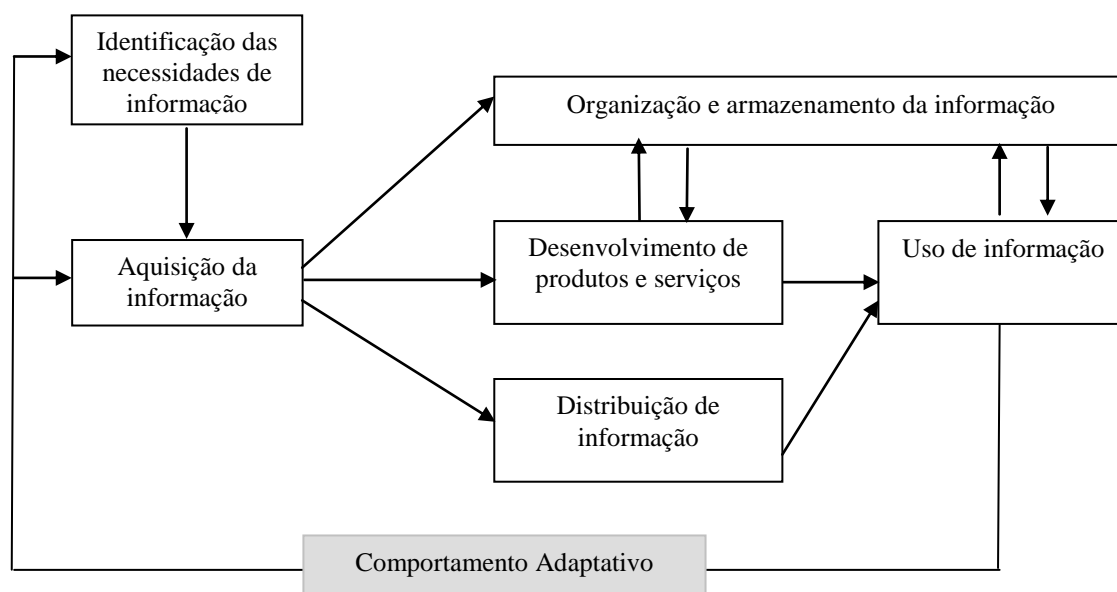 Identificação das
necessidades de
informação
Organização e armazenamento da informação
Aquisição da
informação
Desenvolvimento de
produtos e serviços
Uso de informação
Distribuição de
informação
Comportamento Adaptativo